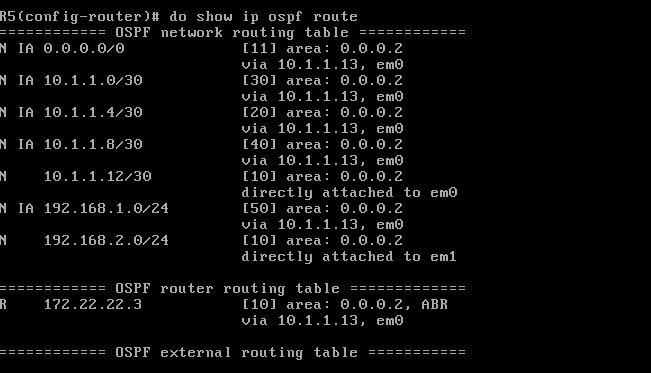 R5(config-router)# do show ip ospf route
============ OSPF network routing table ============
N IA 0.0.0.0/0             [11] area: 0.0.0.2
                           via 10.1.1.13, em0
N IA 10.1.1.0/30           [30] area: 0.0.0.2
                           via 10.1.1.13, em0
N IA 10.1.1.4/30           [20] area: 0.0.0.2
                           via 10.1.1.13, em0
N IA 10.1.1.8/30           [40] area: 0.0.0.2
                           via 10.1.1.13, em0
N    10.1.1.12/30          [10] area: 0.0.0.2
                           directly attached to em0
N IA 192.168.1.0/24        [50] area: 0.0.0.2
                           via 10.1.1.13, em0
N    192.168.2.0/24        [10] area: 0.0.0.2
                           directly attached to em1

============ OSPF router routing table =============
R    172.22.22.3           [10] area: 0.0.0.2, ABR
                           via 10.1.1.13, em0

============ OSPF external routing table ===========